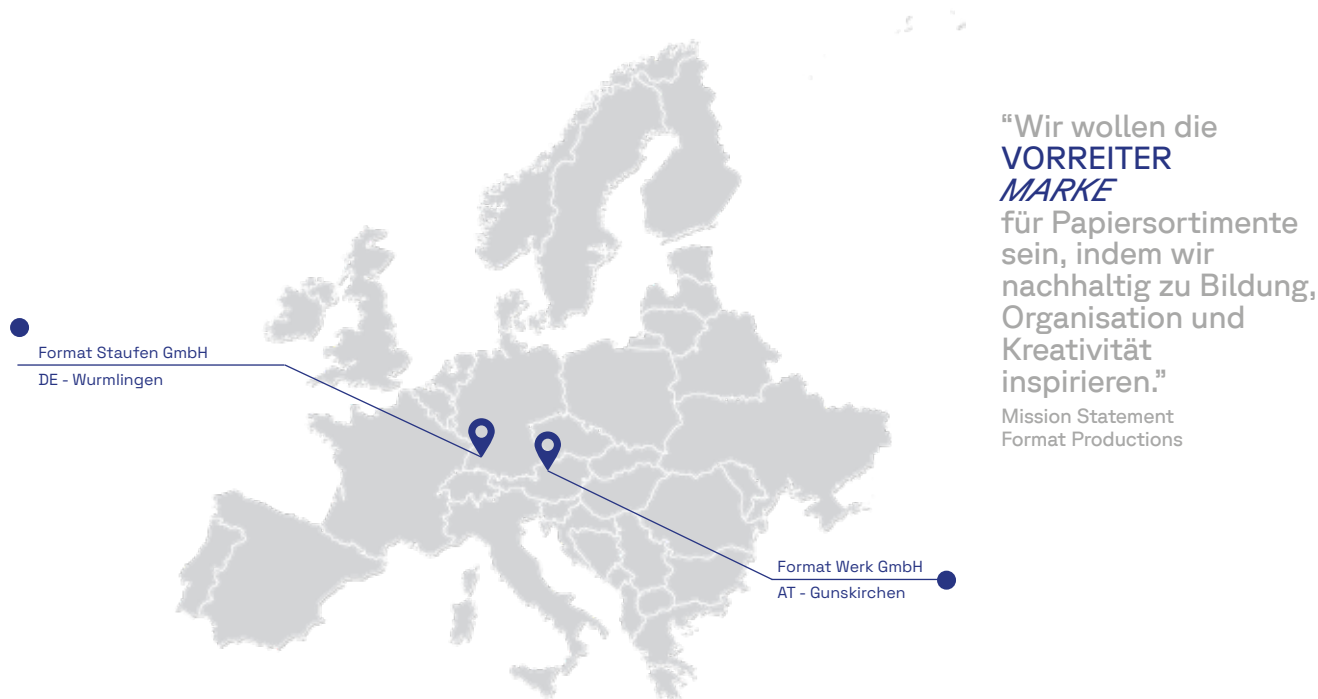 “Wir wollen die
VORREITER
MARKE
für Papiersortimente
sein, indem wir
nachhaltig zu Bildung,
Organisation und
Kreativität
inspirieren.”
Mission Statement
Format Productions
Format Staufen GmbH
DE - Wurmlingen
Format Werk GmbH
AT - Gunskirchen